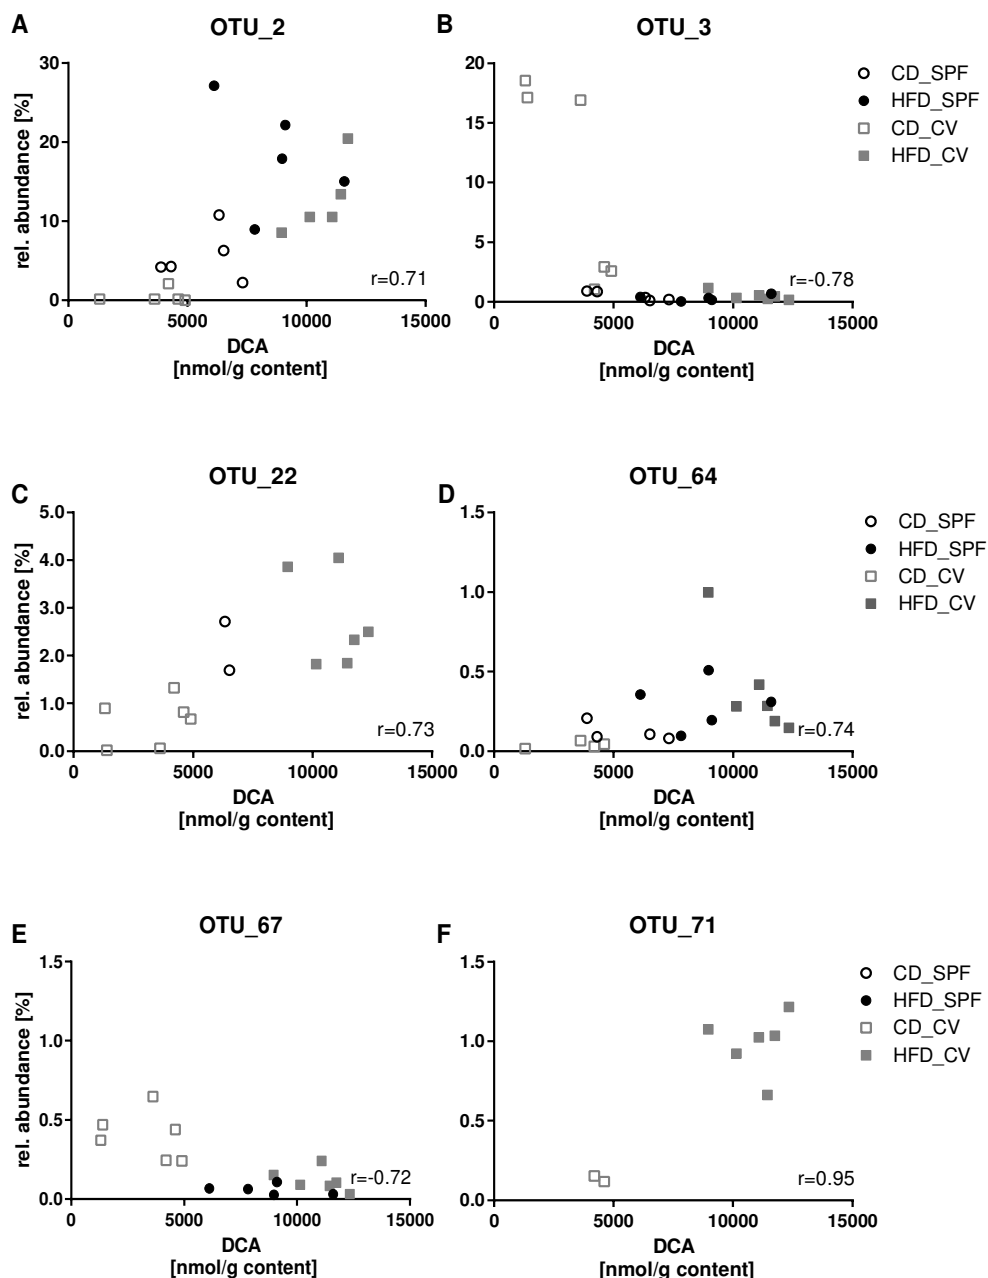 A
OTU_2
rel. abundance [%]
30
20
10
0
0
5000
10000
15000
r=0.71
DCA
[nmol/g content]
B
OTU_3
20
15
10
5
0
0
5000
10000
15000
r=-0.78
DCA
[nmol/g content]
CD_SPF
HFD_SPF
CD_CV
HFD_CV
C
OTU_22
rel. abundance [%]
5.0
4.0
3.0
2.0
1.0
0.0
0
5000
10000
15000
r=0.73
DCA
[nmol/g content]
D
OTU_64
1.5
1.0
0.5
0.0
0
5000
10000
15000
r=0.74
DCA
[nmol/g content]
CD_SPF
HFD_SPF
CD_CV
HFD_CV
E
OTU_67
rel. abundance [%]
1.5
1.0
0.5
0.0
0
5000
10000
15000
r=-0.72
DCA
[nmol/g content]
F
OTU_71
1.5
1.0
0.5
0.0
0
5000
10000
15000
r=0.95
DCA
[nmol/g content]
CD_SPF
HFD_SPF
CD_CV
HFD_CV